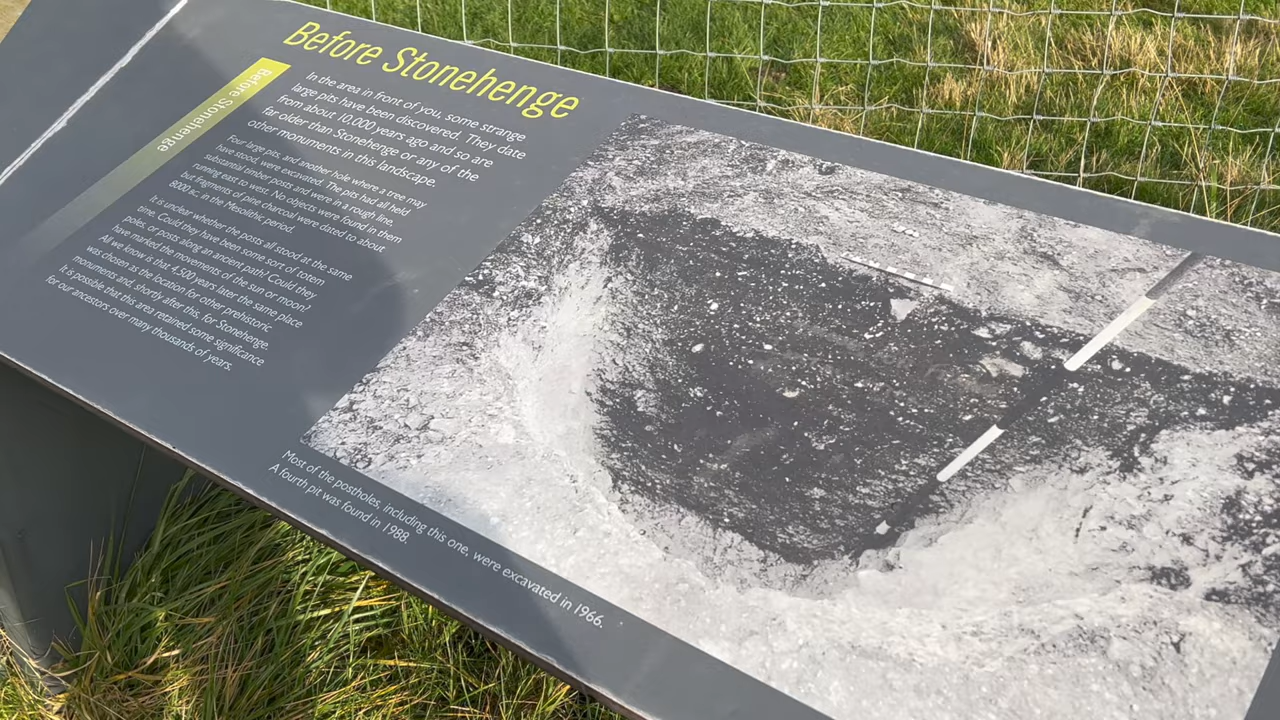 Before Stonehenge
Before Stonehenge
In the area in front of you, some strange
large pits have been discovered. They date
from about 10,000 years ago and so are
far older than Stonehenge or any of the
other monuments in this landscape.
Four large pits, and another hole where a tree may
have stood, were excavated. The pits had all held
substantial timber posts and were in a rough line
running east to west. No objects were found in them
but fragments of pine charcoal were dated to about
8000 BC, in the Mesolithic period.
It is unclear whether the posts all stood at the same
time. Could they have been some sort of totem
poles, or posts along an ancient path? Could they
have marked the movements of the sun or moon?
All we know is that 4,500 years later the same place
was chosen as the location for other prehistoric
monuments and, shortly after this, for Stonehenge.
It is possible that this area retained some significance
for our ancestors over many thousands of years.
Most of the postholes, including this one, were excavated in 1966.
A fourth pit was found in 1988.